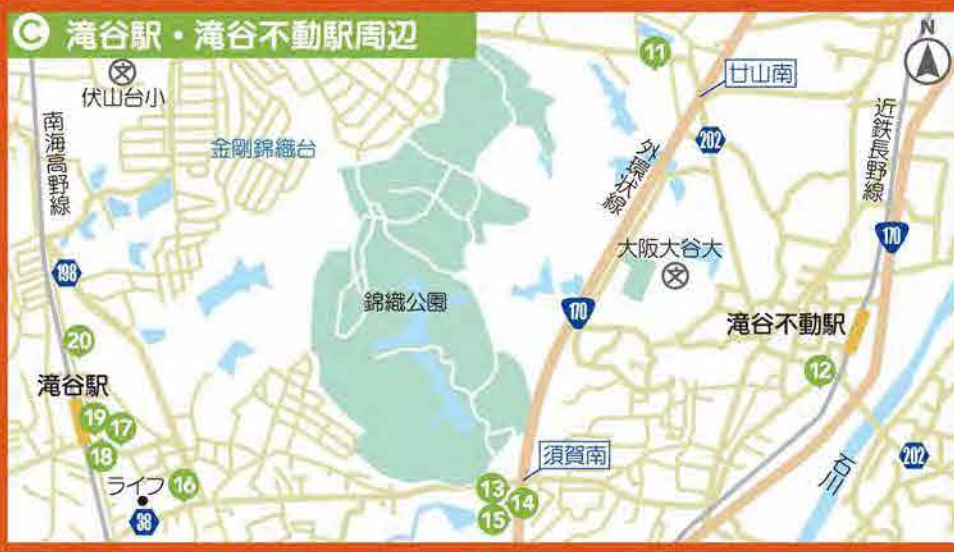 C 滝谷駅・滝谷不動駅周辺
伏山台小
南海高野線
金剛錦織台
198
錦織公園
20
滝谷駅
19
17
18
ライフ
16
38
11
廿山南
202
外環状線
大阪大谷大
170
N
近鉄長野線
170
滝谷不動駅
12
石川
202
須賀南
13
14
15